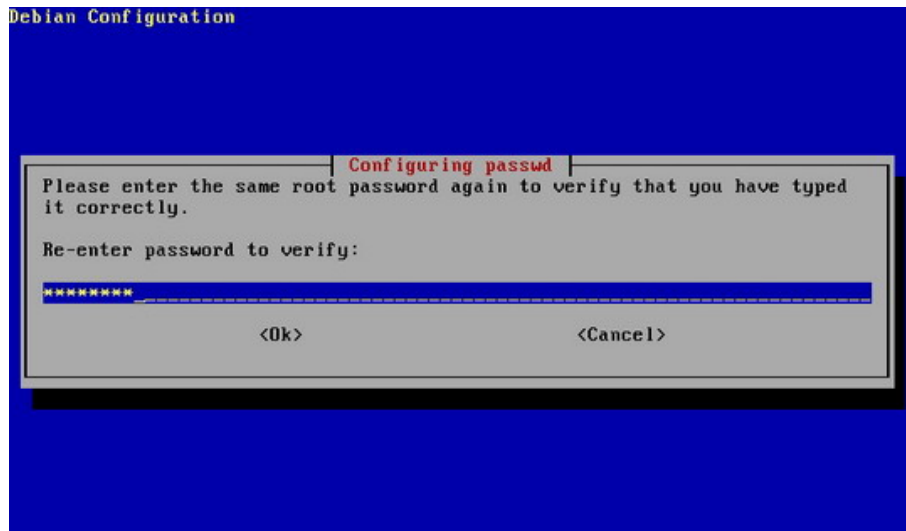 Debian Configuration
Configuring passwd
Please enter the same root password again to verify that you have typed
it correctly.
Re-enter password to verify:
********
<Ok> <Cancel>